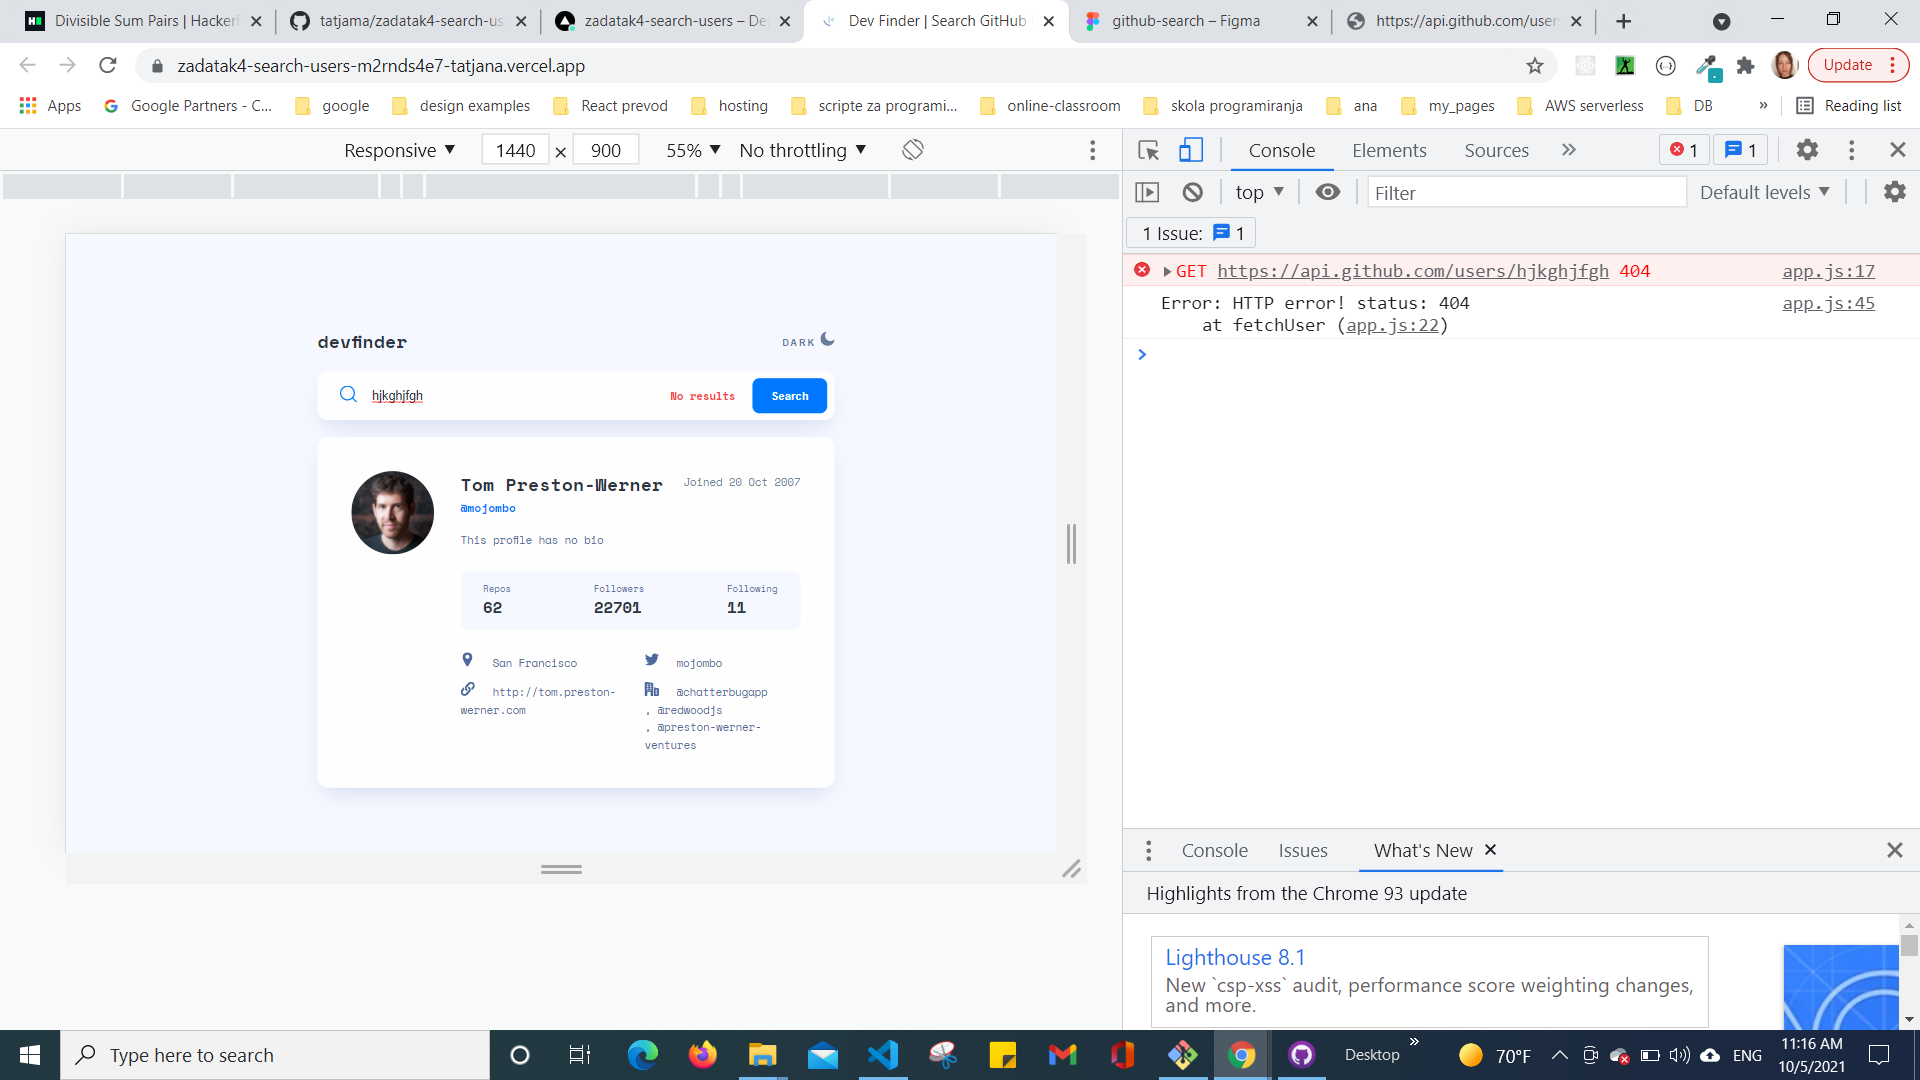 Divisible Sum Pairs | Hacker
tatjama/zadatak4-search-us
zadatak4-search-users – De
Dev Finder | Search GitHub
github-search – Figma
https://api.github.com/user
zadatak4-search-users-m2rnds4e7-tatjana.vercel.app
Update
Apps
Google Partners - C...
google
design examples
React prevod
hosting
scripte za programi...
online-classroom
skola programiranja
ana
my_pages
AWS serverless
DB
»
Reading list
Responsive
1440 × 900
55%
No throttling
Console
Elements
Sources
»
1
1
top
Filter
Default levels
1 Issue: 1
GET https://api.github.com/users/hjkghjfgh 404
app.js:17
Error: HTTP error! status: 404
app.js:45
at fetchUser (app.js:22)
devfinder
DARK
hjkghjfgh
No results
Search
Tom Preston-Werner
Joined 20 Oct 2007
@mojombo
This profile has no bio
Repos
Followers
Following
62
22701
11
San Francisco
mojombo
http://tom.preston-
werner.com
@chatterbugapp
, @redwoodjs
, @preston-werner-
ventures
Console
Issues
What's New
Highlights from the Chrome 93 update
Lighthouse 8.1
New `csp-xss` audit, performance score weighting changes,
and more.
Type here to search
Desktop
»
70°F
ENG
11:16 AM
10/5/2021